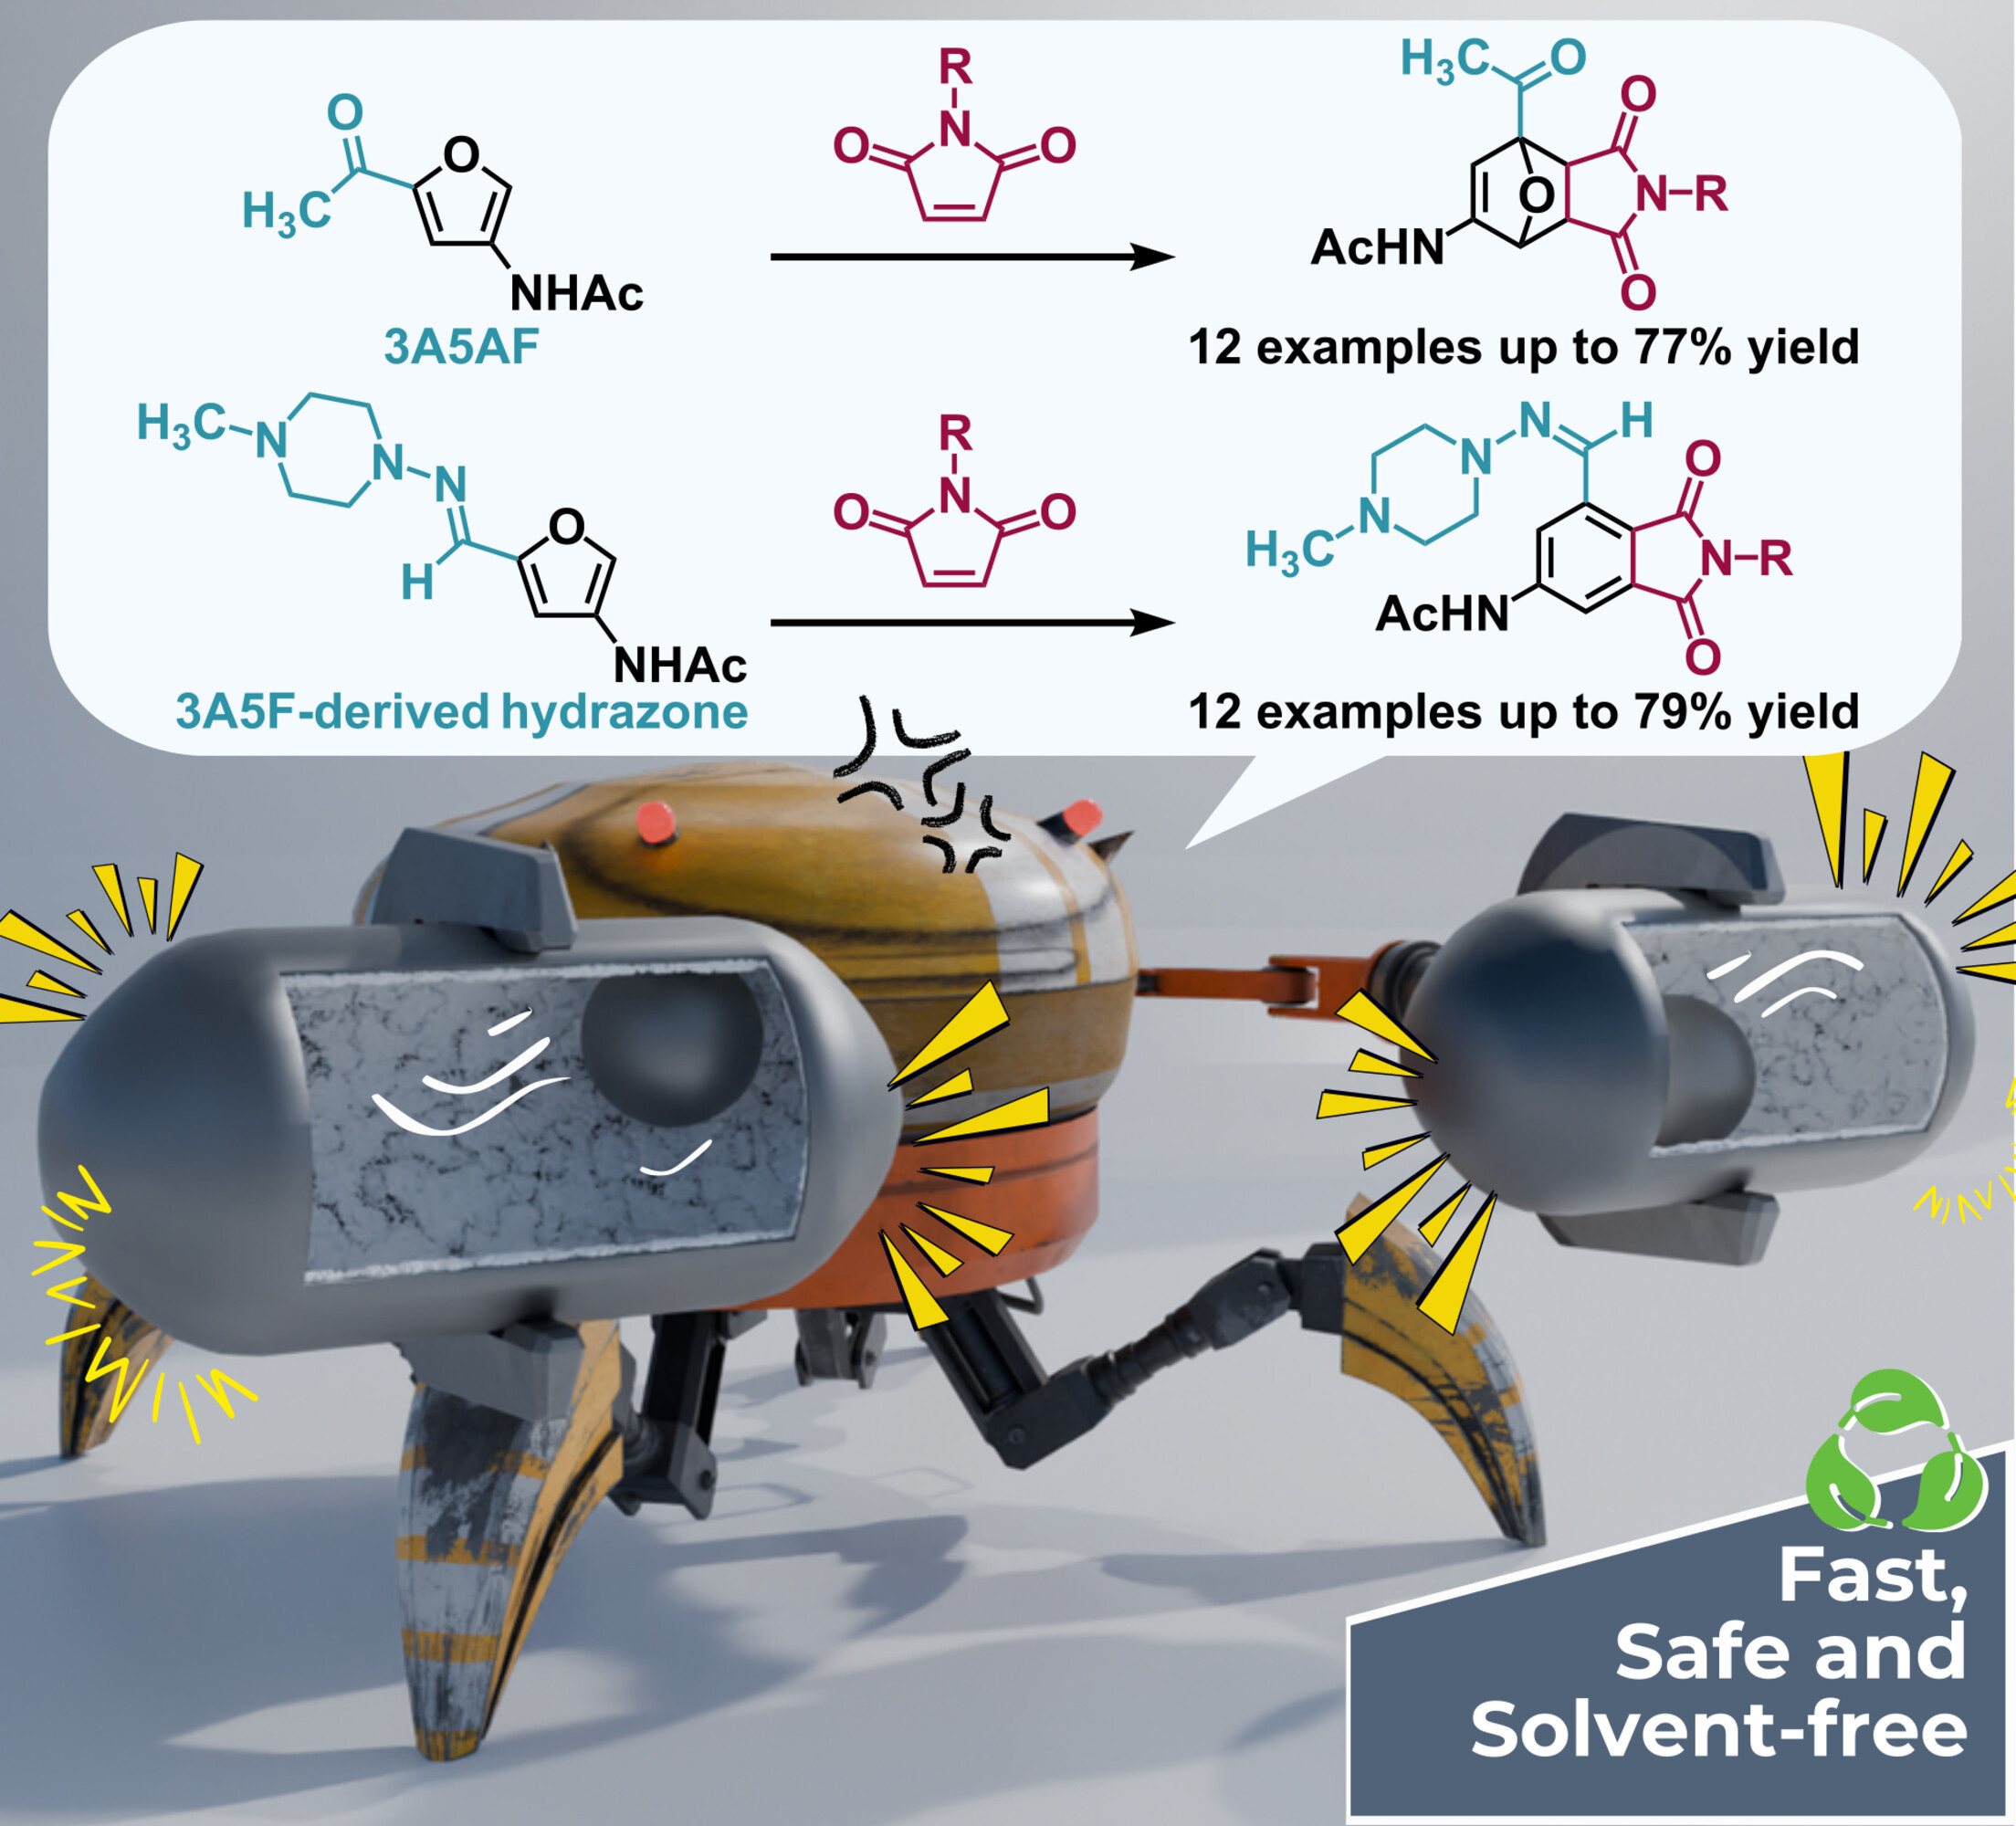 O
H3C
O
NHAc
3A5AF
R
N
O
O
H3C
O
O
O
N–R
AcHN
O
12 examples up to 77% yield
H3C
N
N
N
H
O
NHAc
3A5F-derived hydrazone
R
N
O
O
N
H
N
N
H3C
O
N–R
AcHN
O
12 examples up to 79% yield
Fast,
Safe and
Solvent-free